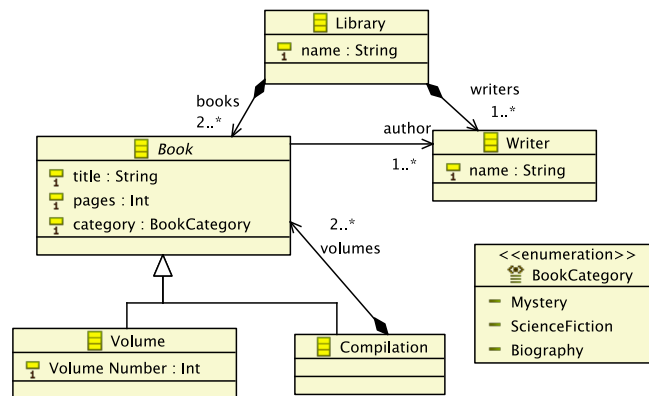 Library
name : String
books
2..*
writers
1..*
Book
title : String
pages : Int
category : BookCategory
author
1..*
Writer
name : String
2..*
volumes
<<enumeration>>
BookCategory
Mystery
ScienceFiction
Biography
Volume
Volume Number : Int
Compilation